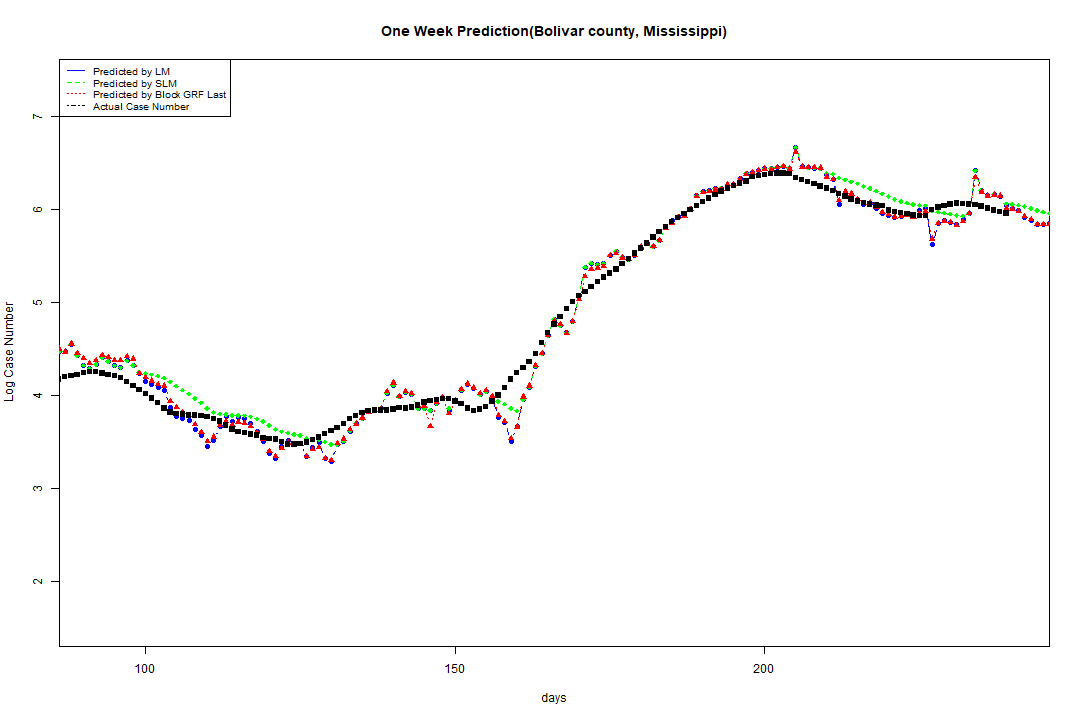 One Week Prediction(Bolivar county, Mississippi)
Predicted by LM
Predicted by SLM
Predicted by Block GRF Last
Actual Case Number
7
6
5
4
3
2
Log Case Number
100
150
200
days